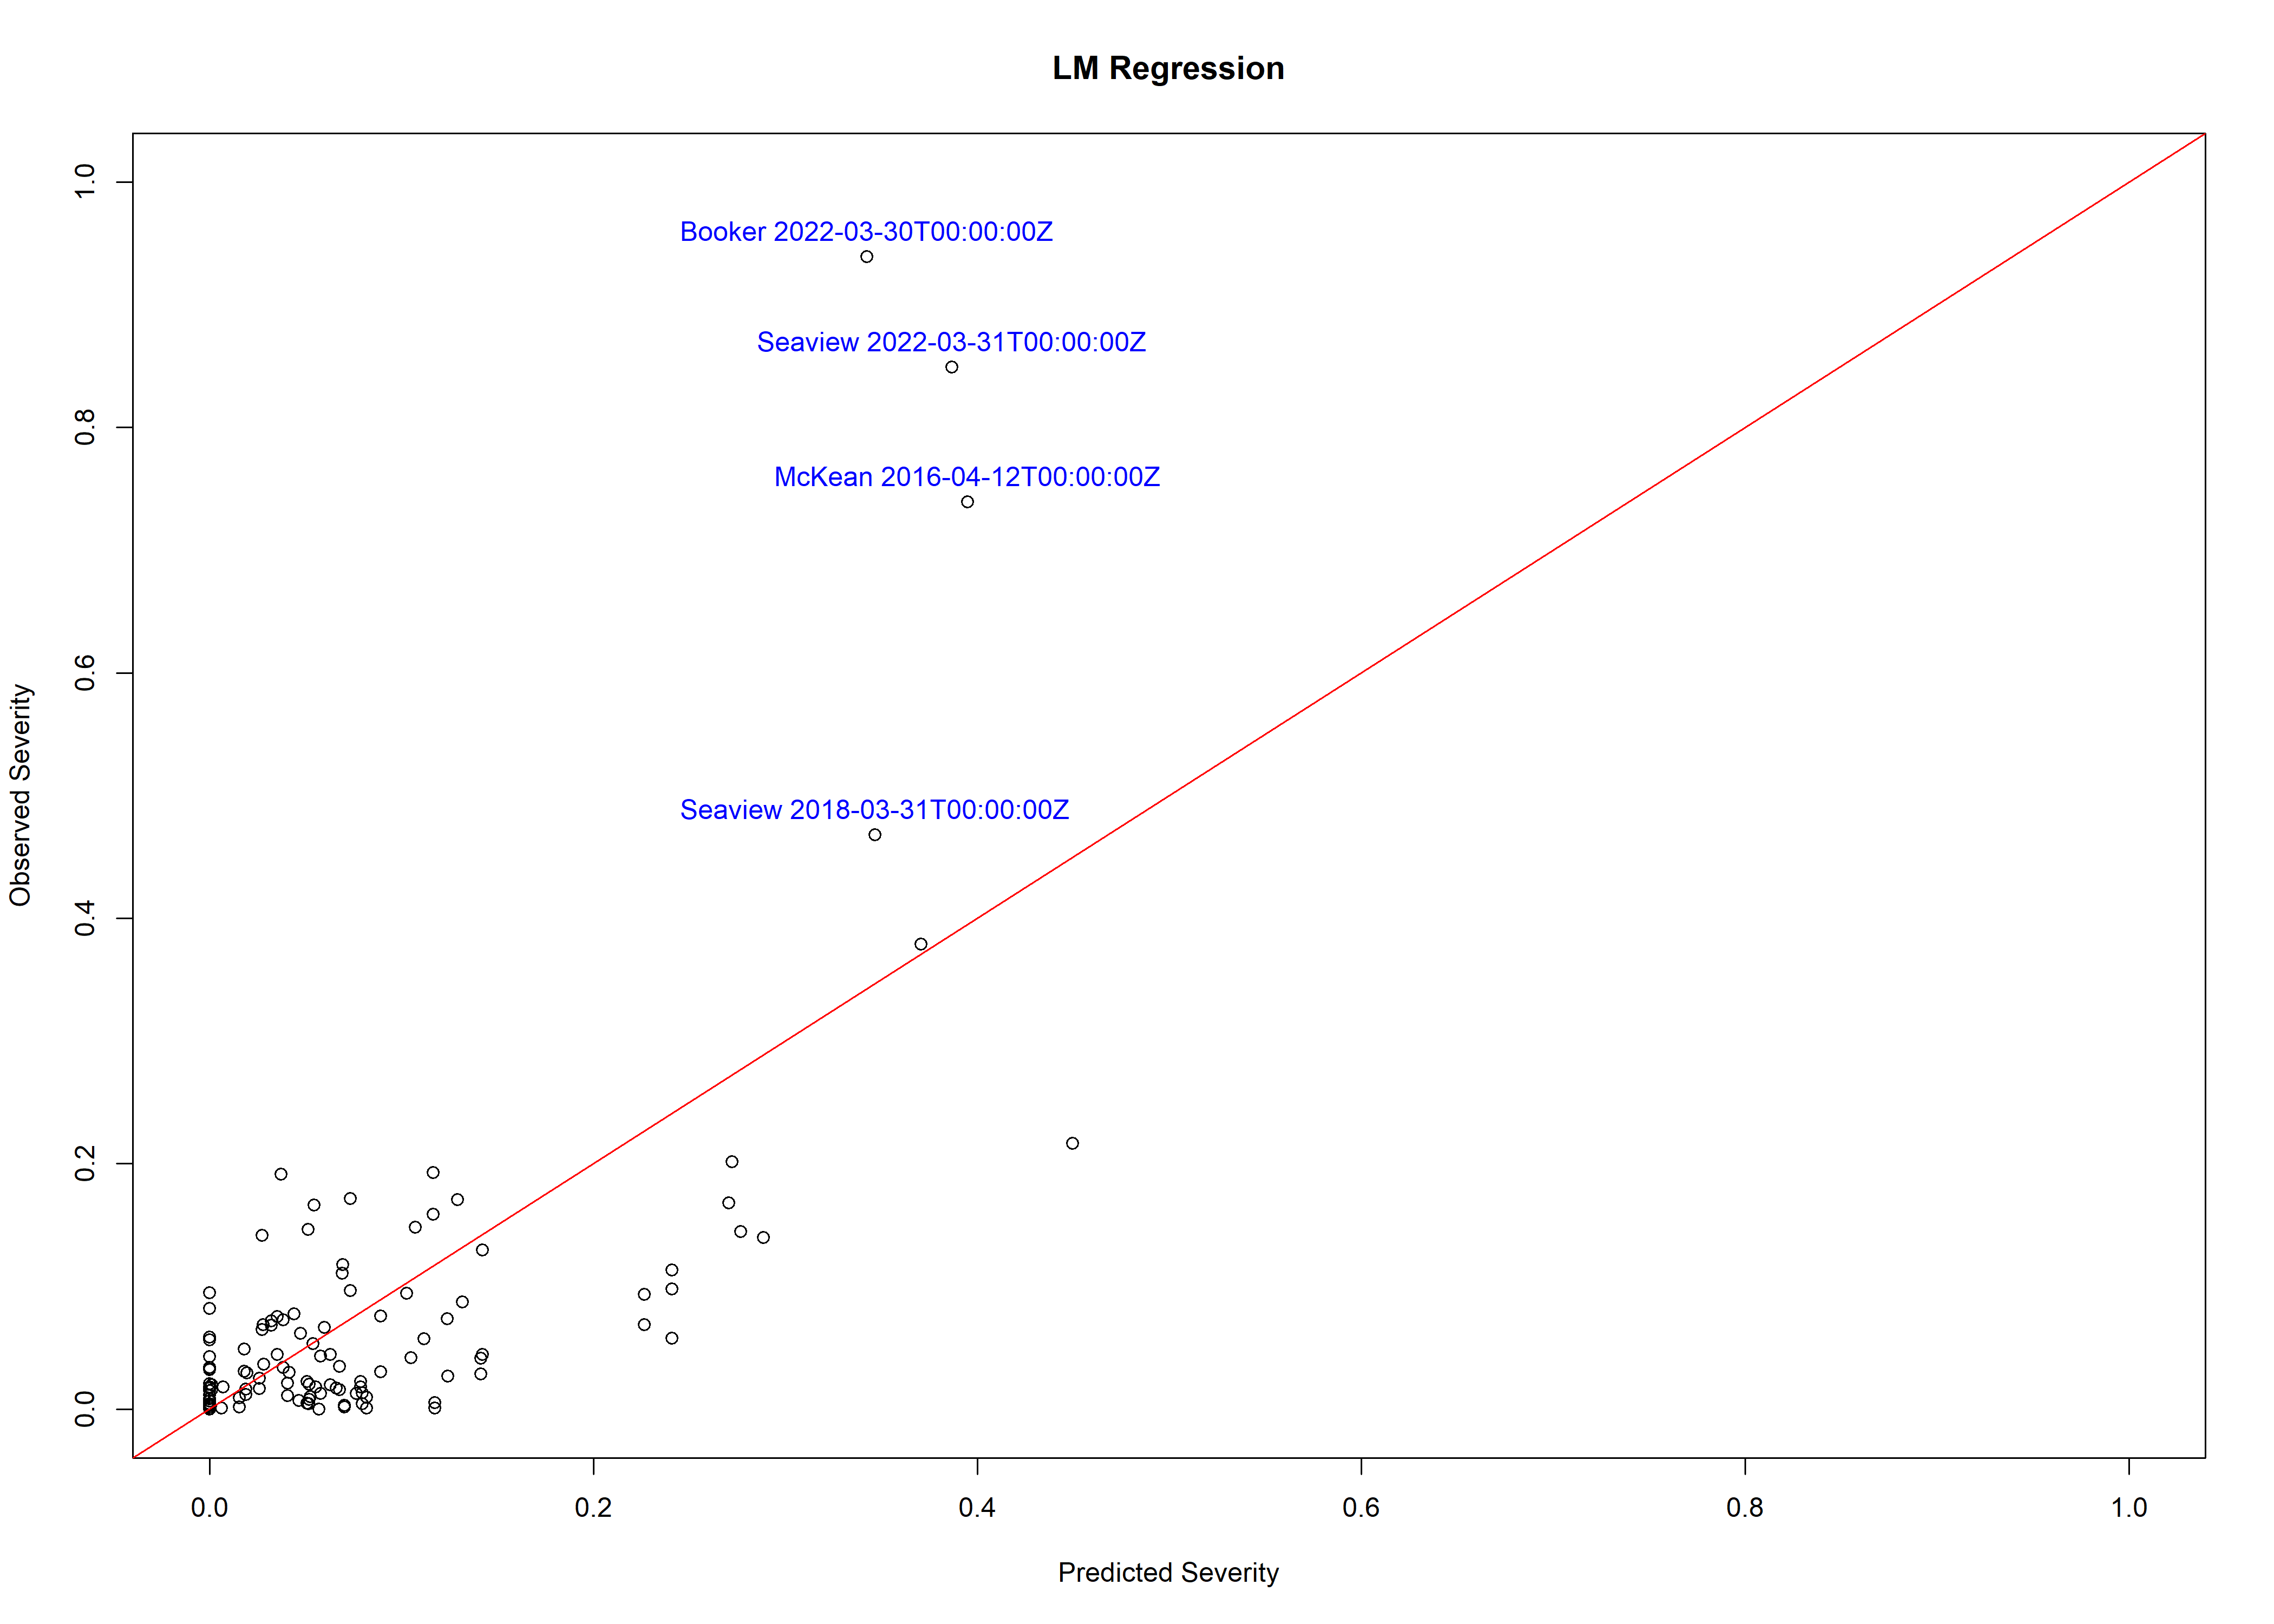 LM Regression
Observed Severity
1.0
0.8
0.6
0.4
0.2
0.0
Booker 2022-03-30T00:00:00Z
Seaview 2022-03-31T00:00:00Z
McKean 2016-04-12T00:00:00Z
Seaview 2018-03-31T00:00:00Z
0.0 0.2 0.4 0.6 0.8 1.0
Predicted Severity